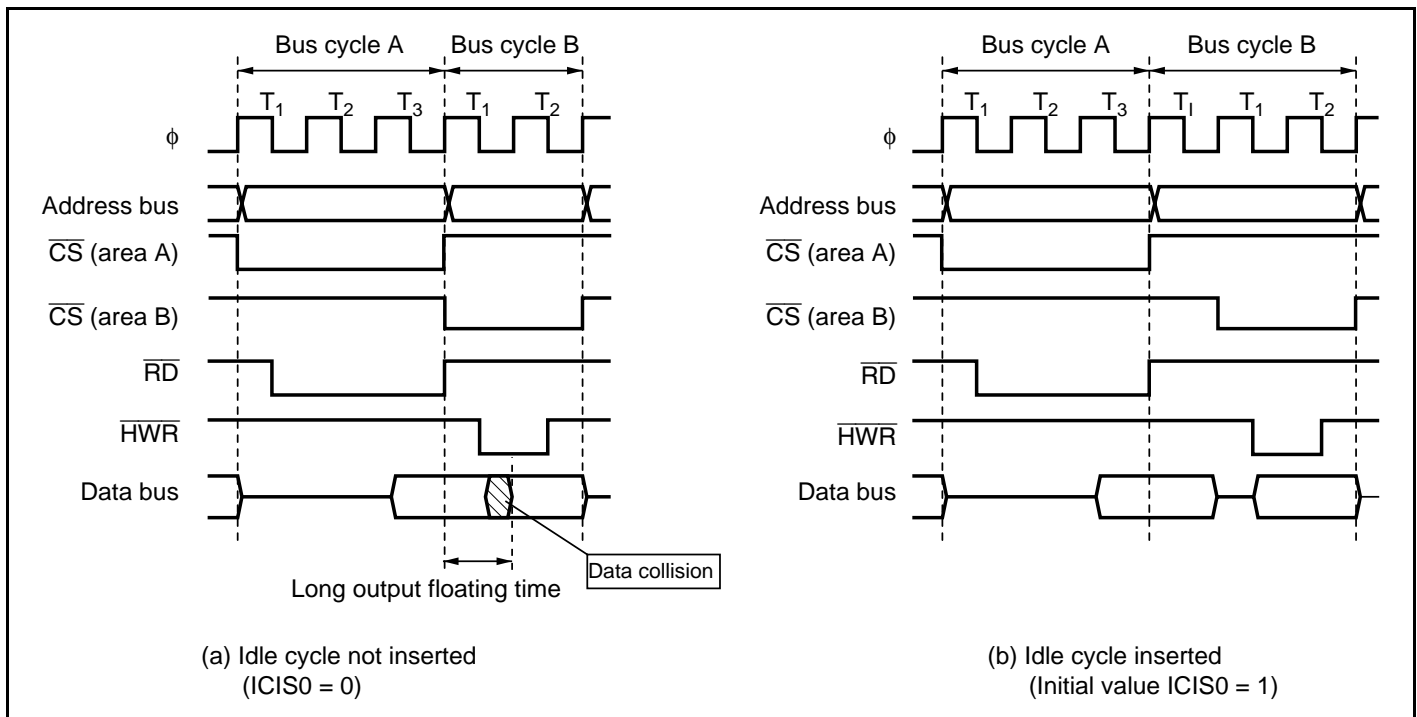 Bus cycle A Bus cycle B
T1 T2 T3 T1 T2
φ
Address bus
CS (area A)
CS (area B)
RD
HWR
Data bus
Data collision
Long output floating time
(a) Idle cycle not inserted
(ICIS0 = 0)
Bus cycle A Bus cycle B
T1 T2 T3 TI T1 T2
φ
Address bus
CS (area A)
CS (area B)
RD
HWR
Data bus
(b) Idle cycle inserted
(Initial value ICIS0 = 1)